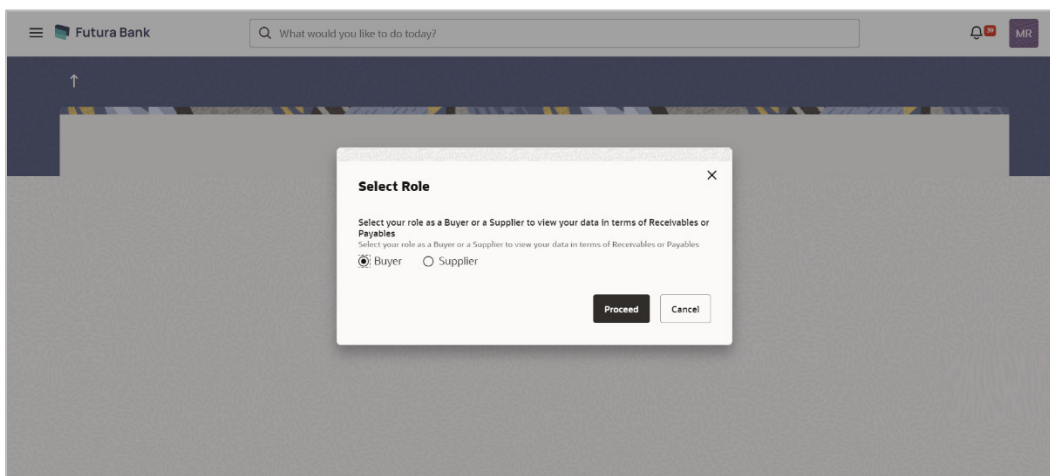 Futura Bank
What would you like to do today?
MR
Select Role
Select your role as a Buyer or a Supplier to view your data in terms of Receivables or
Payables
Select your role as a Buyer or a Supplier to view your data in terms of Receivables or Payables
Buyer
Supplier
Proceed
Cancel